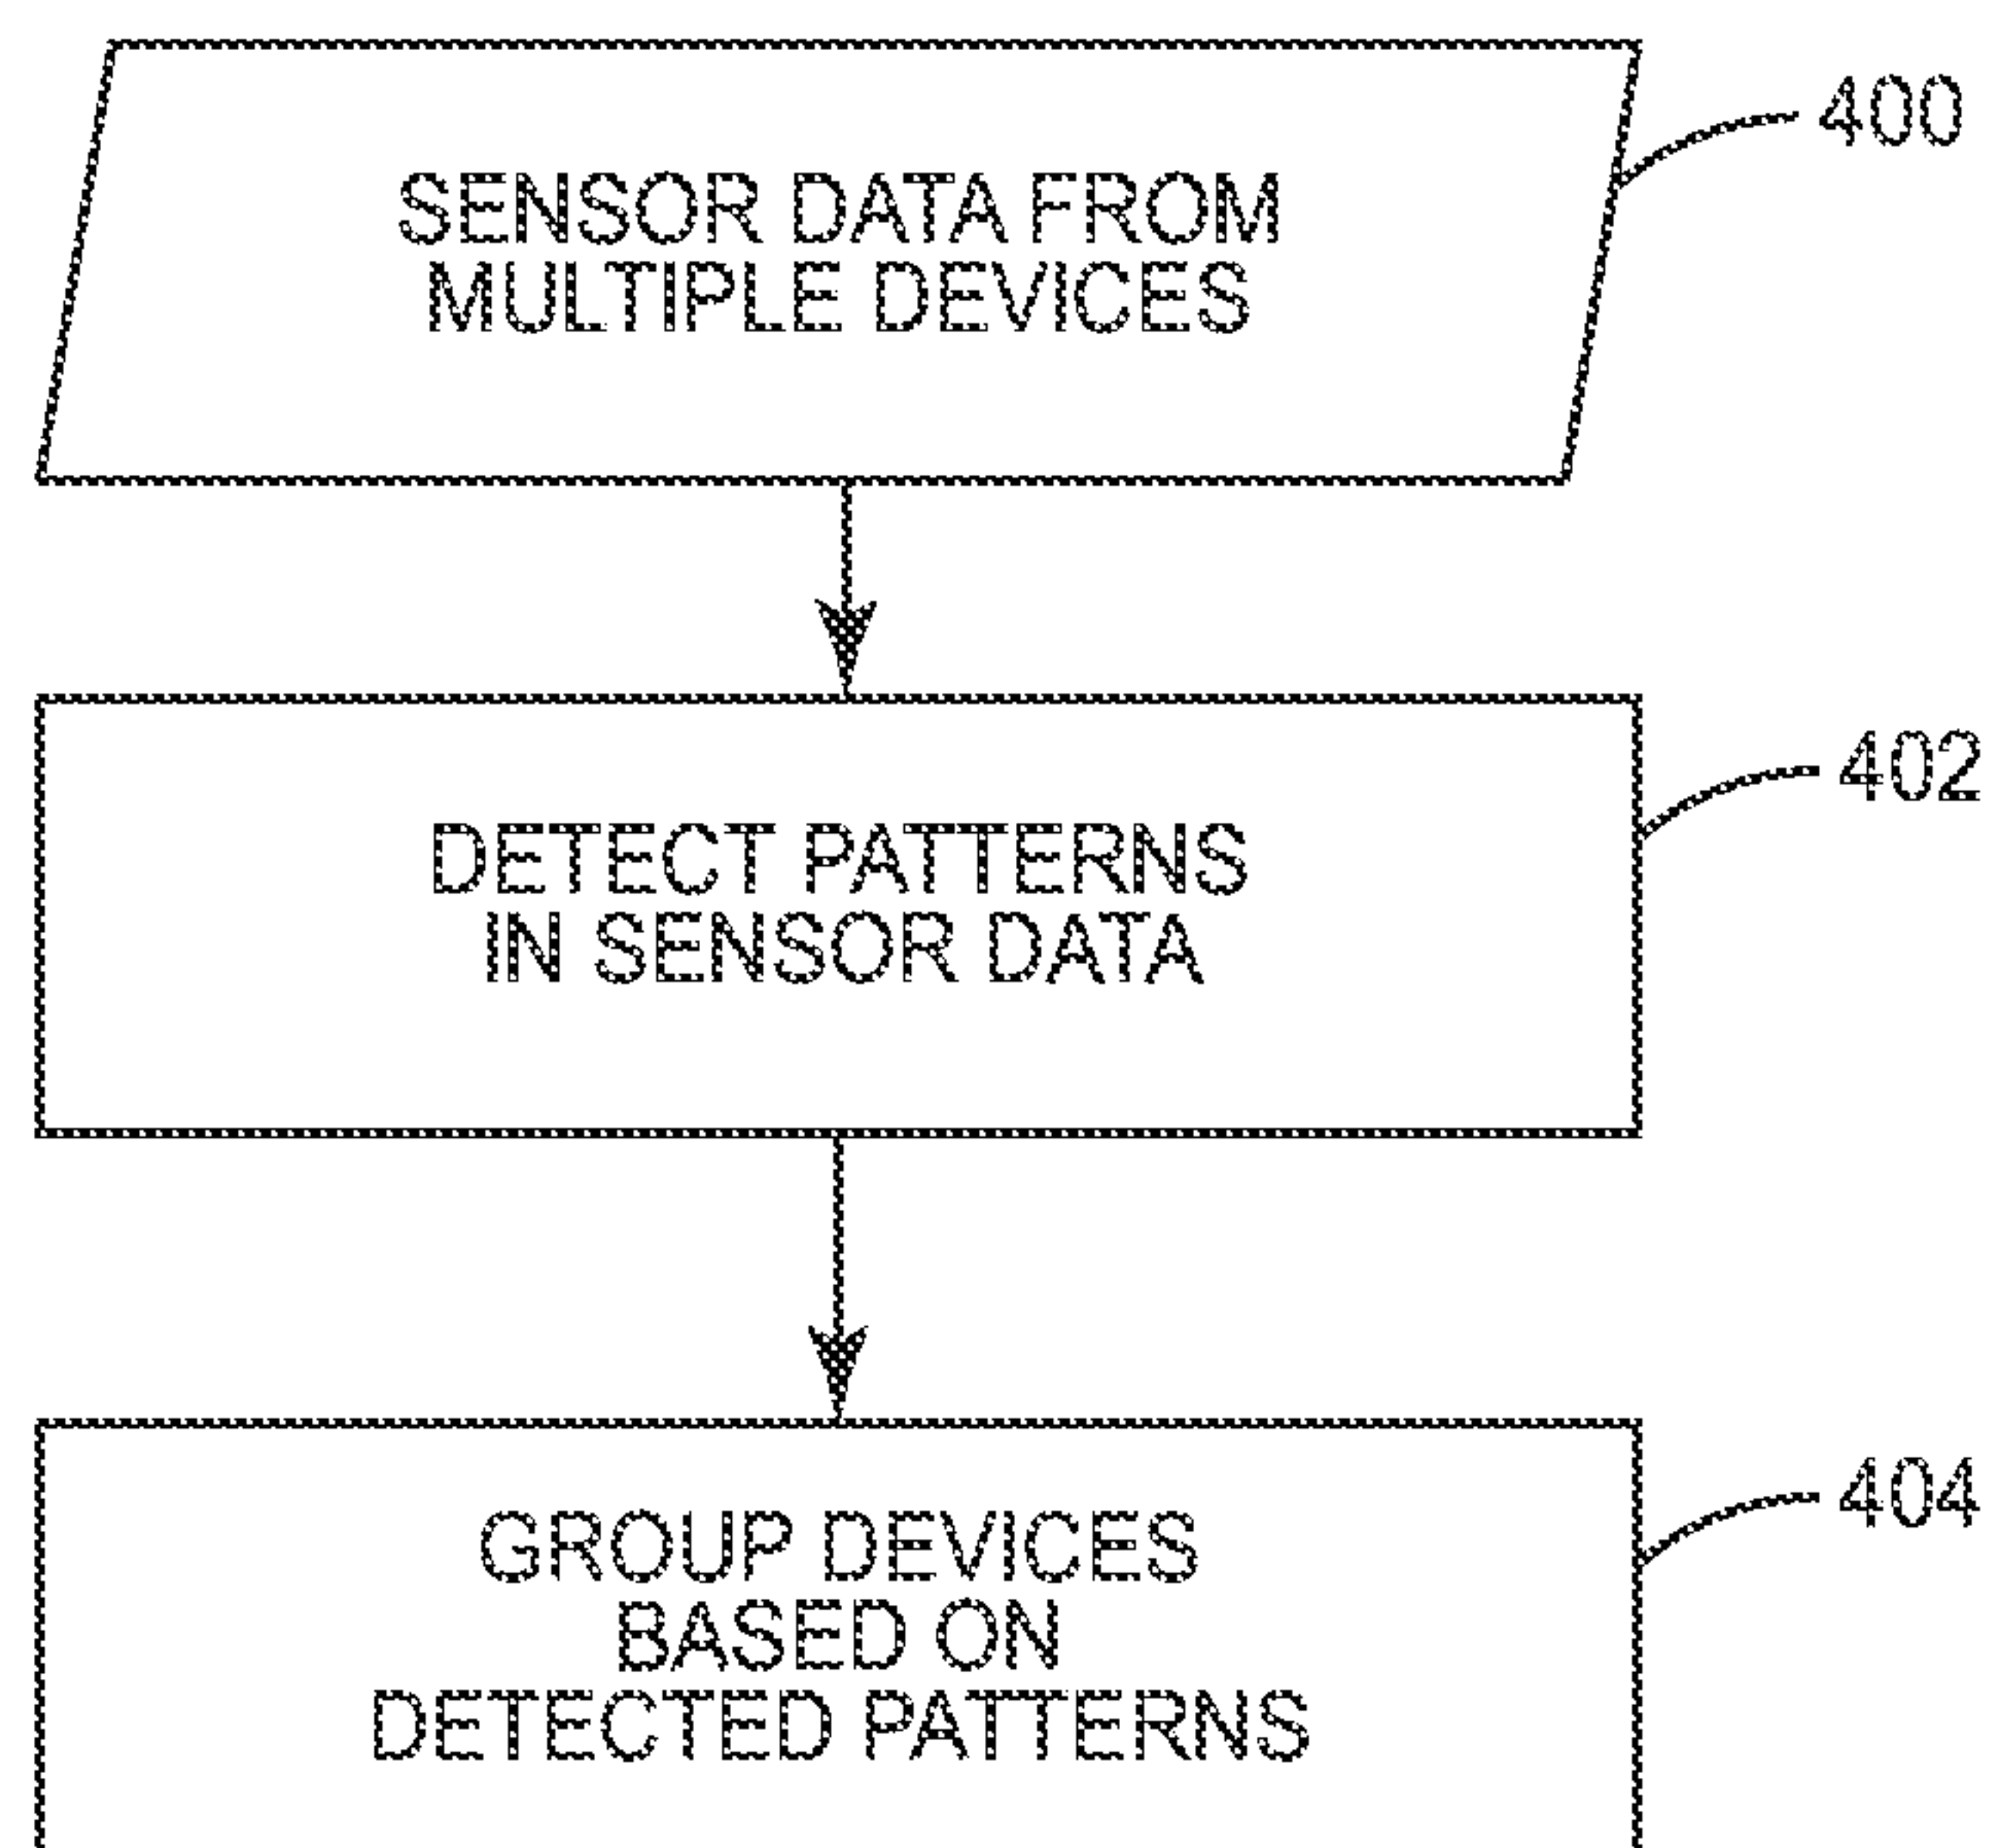 SENSOR DATA FROM
MULTIPLE DEVICES
400
DETECT PATTERNS
IN SENSOR DATA
402
GROUP DEVICES
BASED ON
DETECTED PATTERNS
404